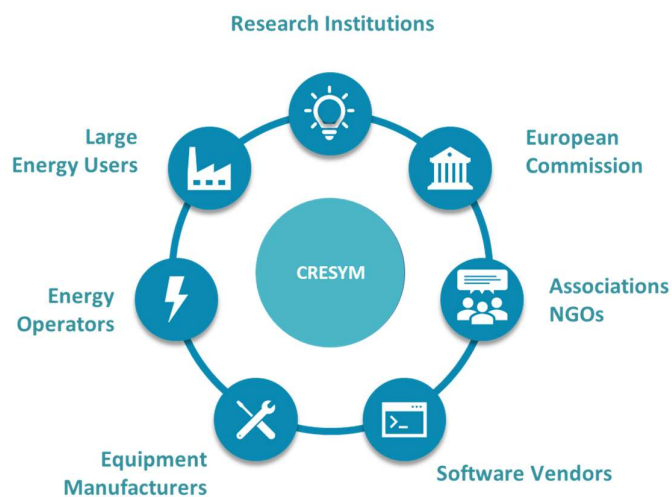 Research Institutions
Large
Energy Users
European
Commission
CRESYM
Energy
Operators
Associations
NGOs
>_
Equipment
Manufacturers
Software Vendors